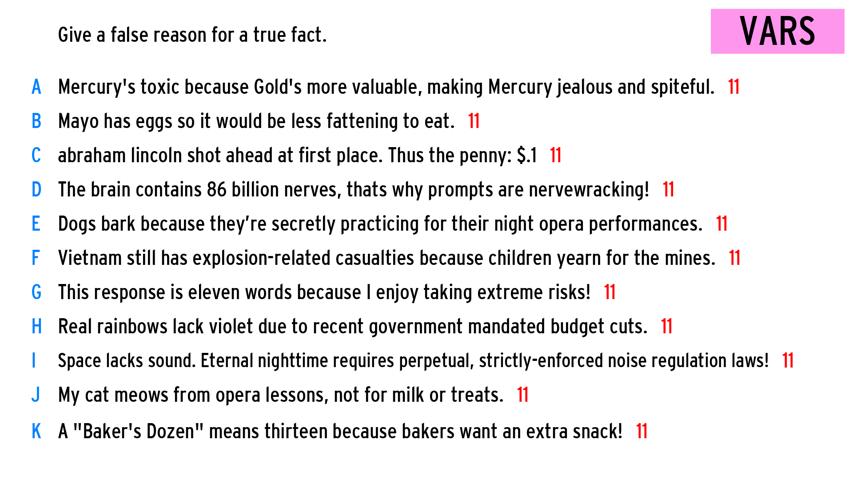 Give a false reason for a true fact.
VARS
A Mercury's toxic because Gold's more valuable, making Mercury jealous and spiteful. 11
B Mayo has eggs so it would be less fattening to eat. 11
C abraham lincoln shot ahead at first place. Thus the penny: $.1 11
D The brain contains 86 billion nerves, thats why prompts are nervewracking! 11
E Dogs bark because they’re secretly practicing for their night opera performances. 11
F Vietnam still has explosion-related casualties because children yearn for the mines. 11
G This response is eleven words because I enjoy taking extreme risks! 11
H Real rainbows lack violet due to recent government mandated budget cuts. 11
I Space lacks sound. Eternal nighttime requires perpetual, strictly-enforced noise regulation laws! 11
J My cat meows from opera lessons, not for milk or treats. 11
K A "Baker's Dozen" means thirteen because bakers want an extra snack! 11